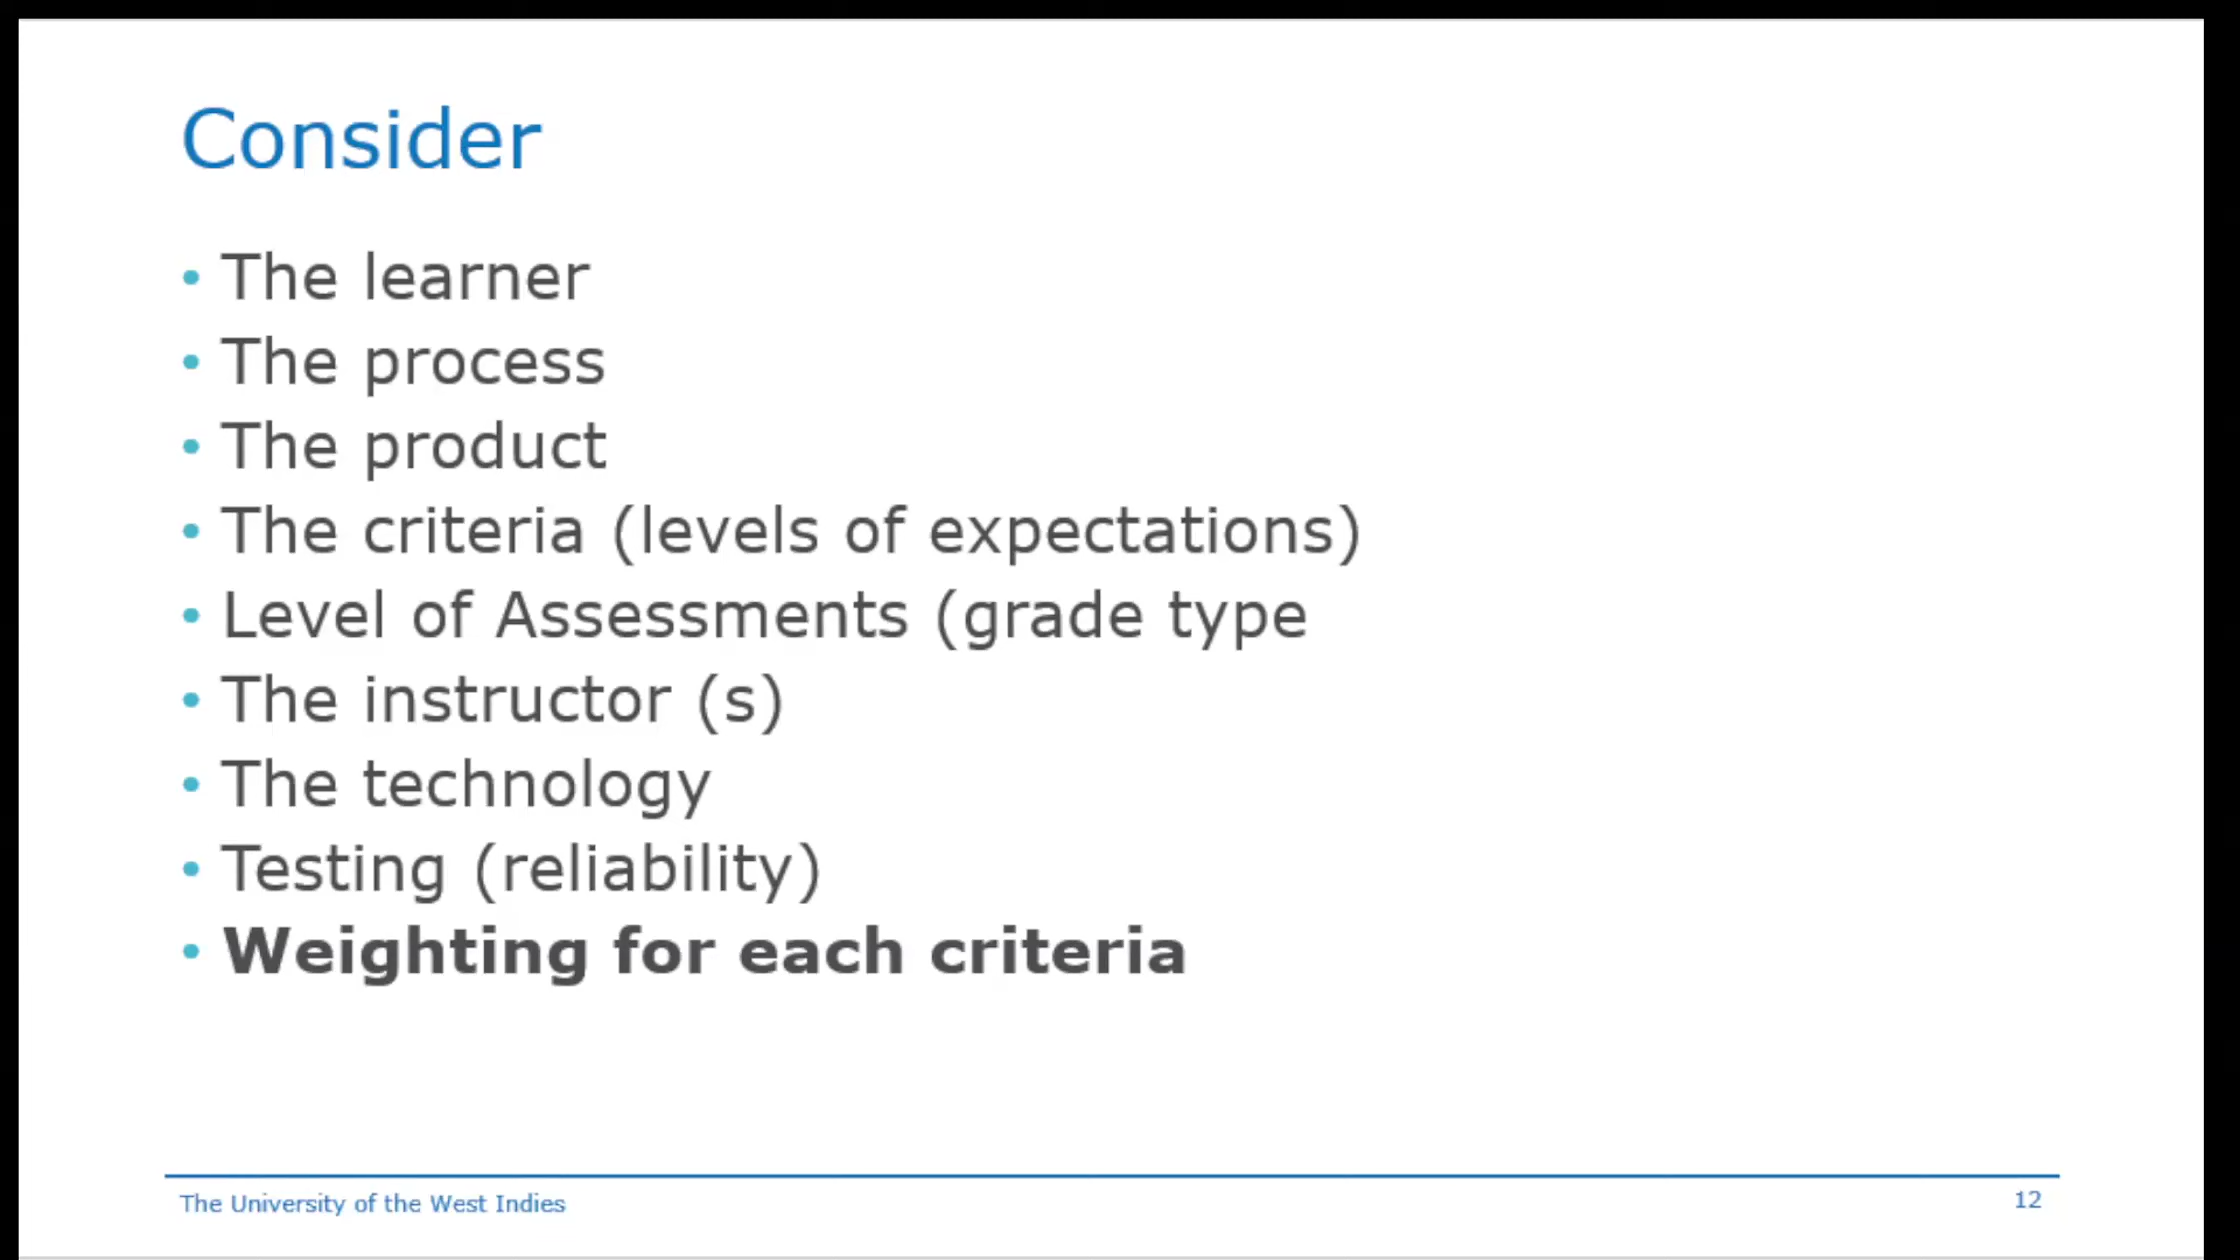 Consider
• The learner
• The process
• The product
• The criteria (levels of expectations)
• Level of Assessments (grade type
• The instructor (s)
• The technology
• Testing (reliability)
• Weighting for each criteria
The University of the West Indies
12